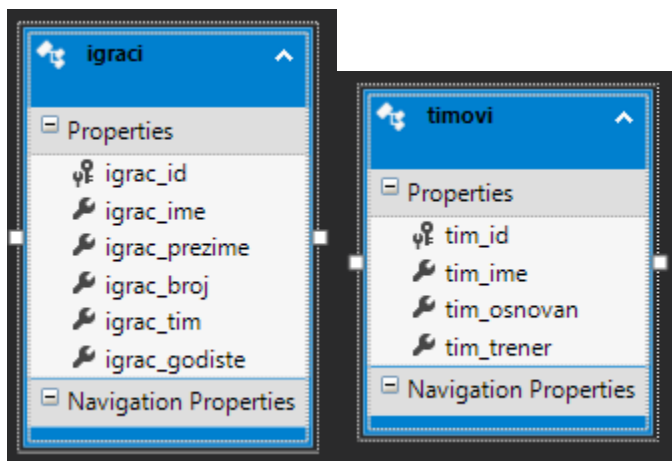 igraci
Properties
igrac_id
igrac_ime
igrac_prezime
igrac_broj
igrac_tim
igrac_godiste
Navigation Properties
timovi
Properties
tim_id
tim_ime
tim_osnovan
tim_trener
Navigation Properties